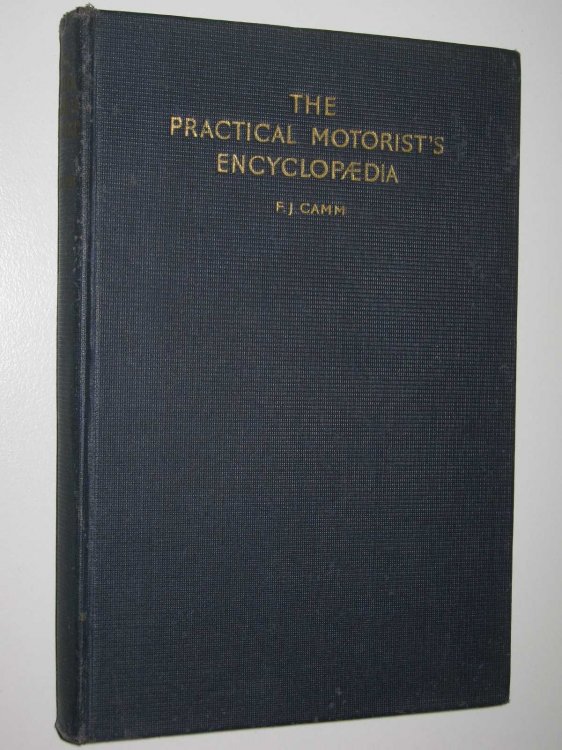 THE
PRACTICAL MOTORIST'S
ENCYCLOPÆDIA
F. J. CAMM